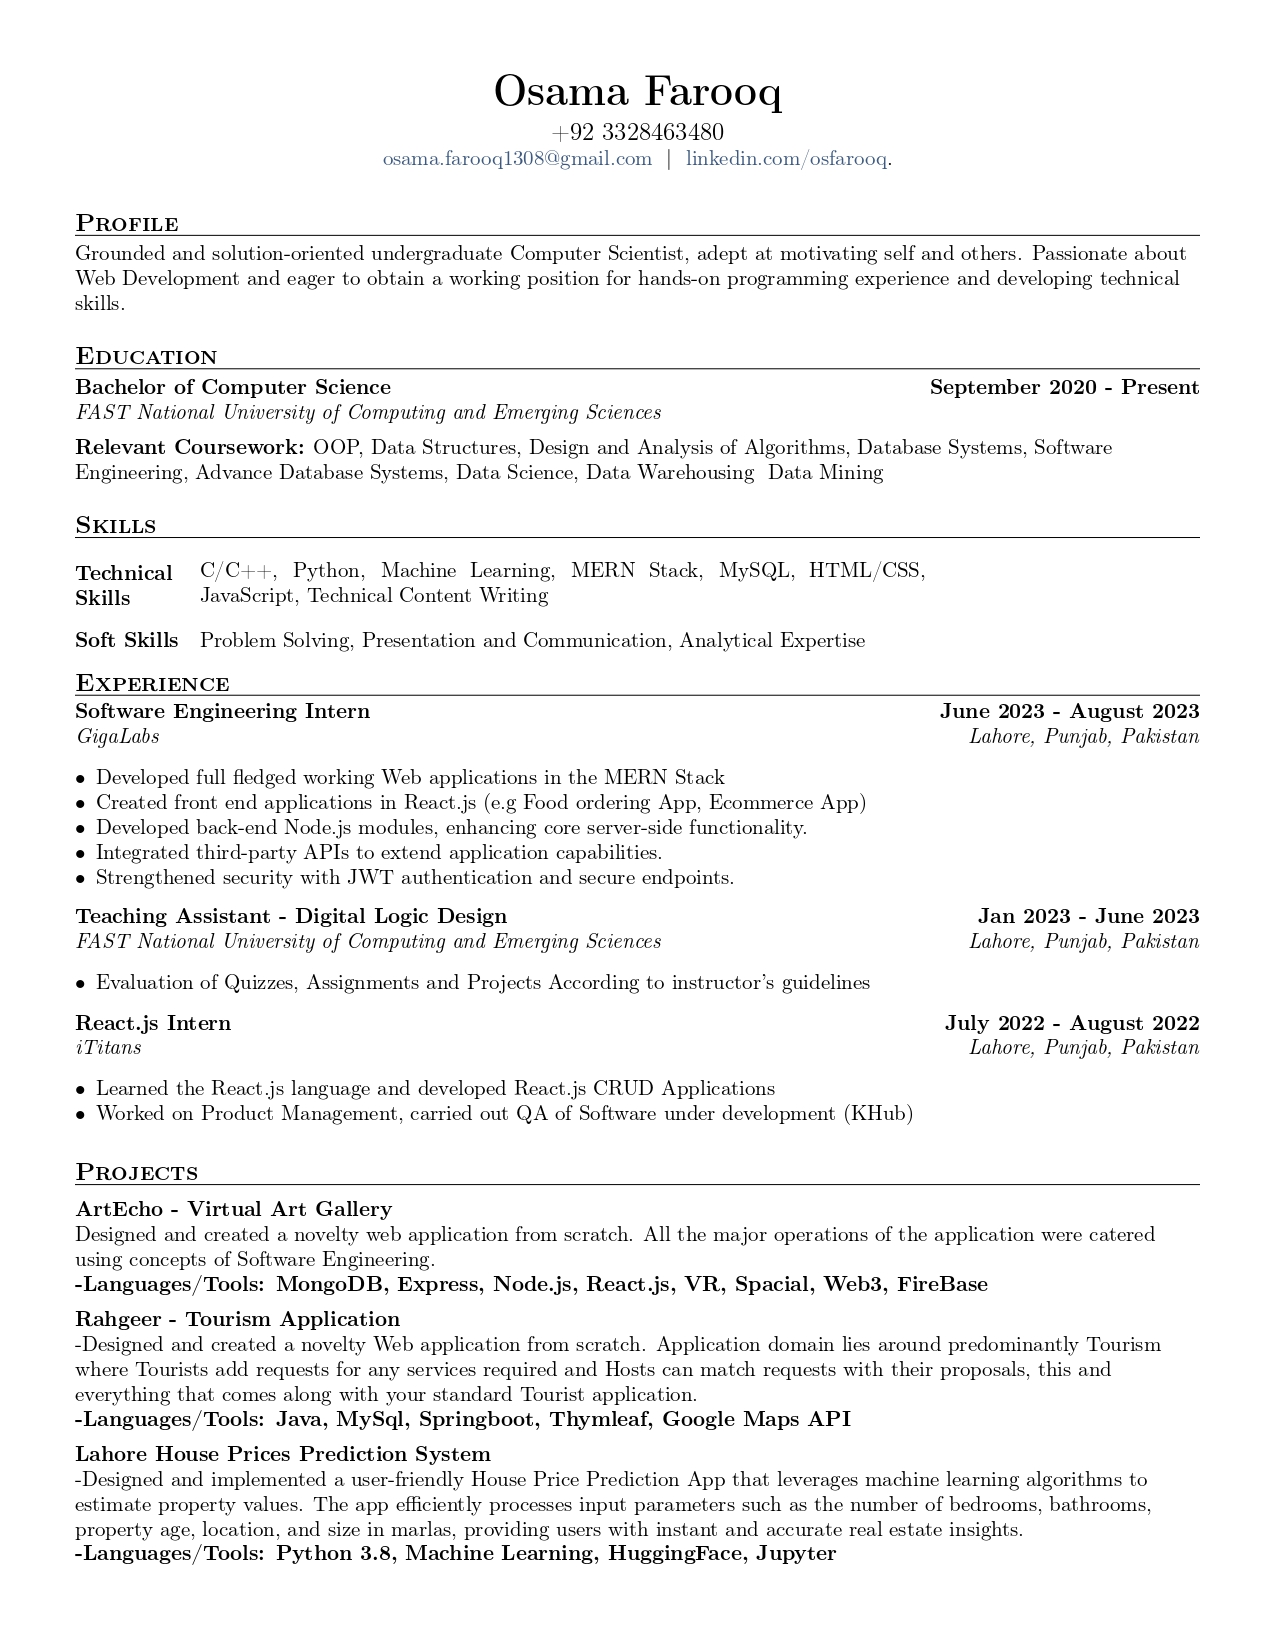 Osama Farooq
+92 3328463480
osama.farooq1308@gmail.com | linkedin.com/osfarooq.
Profile
Grounded and solution-oriented undergraduate Computer Scientist, adept at motivating self and others. Passionate about
Web Development and eager to obtain a working position for hands-on programming experience and developing technical
skills.
Education
Bachelor of Computer Science September 2020 - Present
FAST National University of Computing and Emerging Sciences
Relevant Coursework: OOP, Data Structures, Design and Analysis of Algorithms, Database Systems, Software
Engineering, Advance Database Systems, Data Science, Data Warehousing Data Mining
Skills
Technical Skills
C/C++, Python, Machine Learning, MERN Stack, MySQL, HTML/CSS,
JavaScript, Technical Content Writing
Soft Skills Problem Solving, Presentation and Communication, Analytical Expertise
Experience
Software Engineering Intern June 2023 - August 2023
GigaLabs Lahore, Punjab, Pakistan
• Developed full fledged working Web applications in the MERN Stack
• Created front end applications in React.js (e.g Food ordering App, Ecommerce App)
• Developed back-end Node.js modules, enhancing core server-side functionality.
• Integrated third-party APIs to extend application capabilities.
• Strengthened security with JWT authentication and secure endpoints.
Teaching Assistant - Digital Logic Design Jan 2023 - June 2023
FAST National University of Computing and Emerging Sciences Lahore, Punjab, Pakistan
• Evaluation of Quizzes, Assignments and Projects According to instructor's guidelines
React.js Intern July 2022 - August 2022
iTitans Lahore, Punjab, Pakistan
• Learned the React.js language and developed React.js CRUD Applications
• Worked on Product Management, carried out QA of Software under development (KHub)
Projects
ArtEcho - Virtual Art Gallery
Designed and created a novelty web application from scratch. All the major operations of the application were catered
using concepts of Software Engineering.
-Languages/Tools: MongoDB, Express, Node.js, React.js, VR, Spacial, Web3, FireBase
Rahgeer - Tourism Application
-Designed and created a novelty Web application from scratch. Application domain lies around predominantly Tourism
where Tourists add requests for any services required and Hosts can match requests with their proposals, this and
everything that comes along with your standard Tourist application.
-Languages/Tools: Java, MySql, Springboot, Thymleaf, Google Maps API
Lahore House Prices Prediction System
-Designed and implemented a user-friendly House Price Prediction App that leverages machine learning algorithms to
estimate property values. The app efficiently processes input parameters such as the number of bedrooms, bathrooms,
property age, location, and size in marlas, providing users with instant and accurate real estate insights.
-Languages/Tools: Python 3.8, Machine Learning, HuggingFace, Jupyter